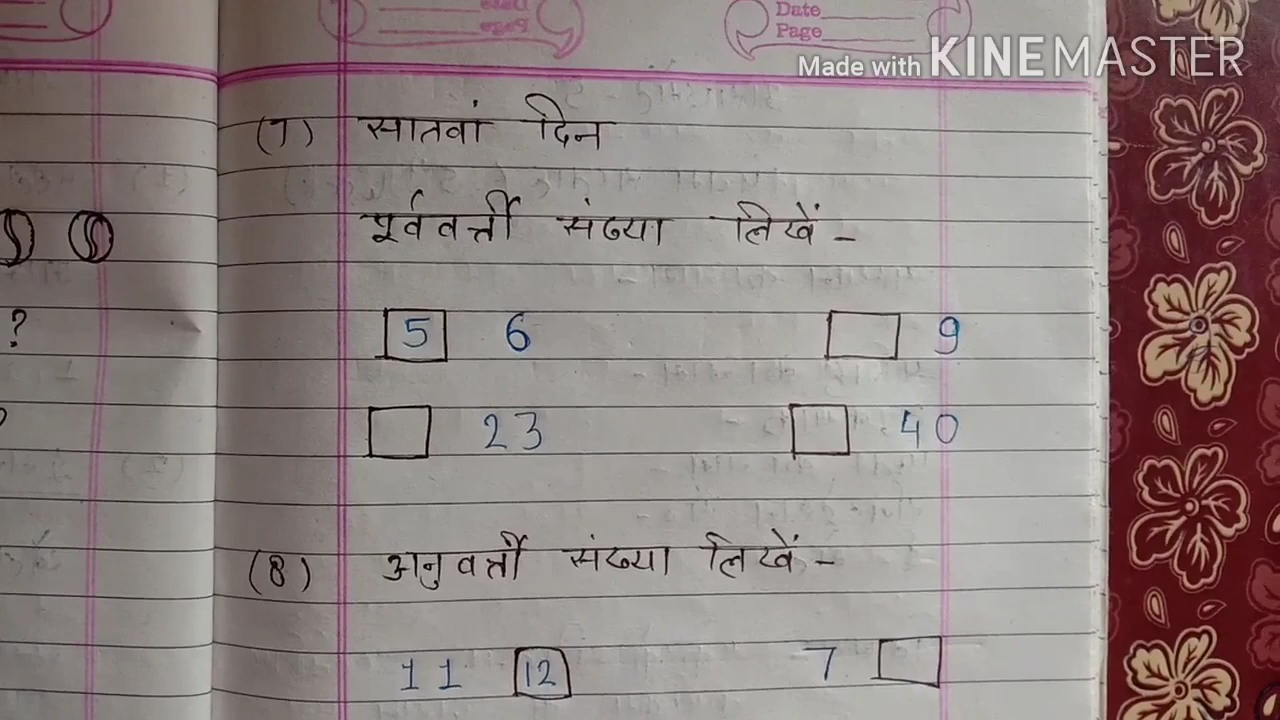 Date
Page
Made with KINEMASTER
(7) सातवां दिन
पूर्ववर्ती संख्या लिखें -
5 6 9
?
23 40
(8) अनुवर्ती संख्या लिखें -
11 12 7